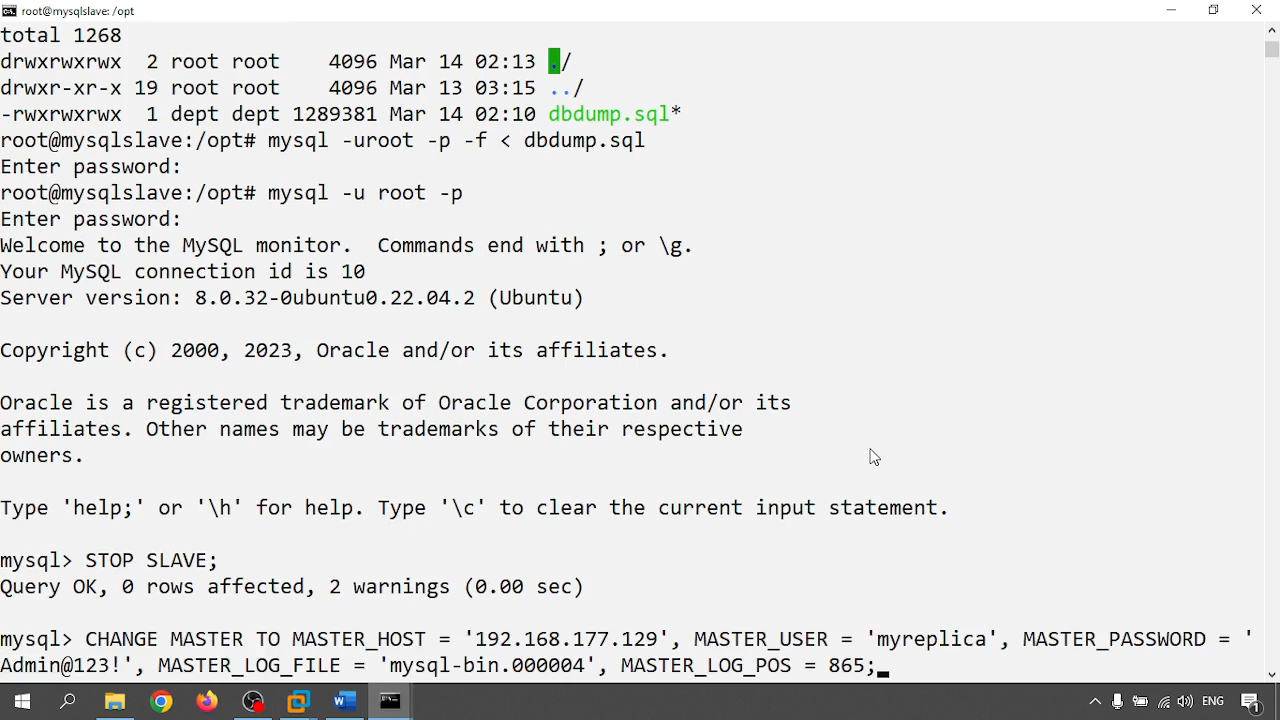 root@mysqlslave: /opt
total 1268
drwxrwxrwx  2 root root    4096 Mar 14 02:13 ./
drwxr-xr-x 19 root root    4096 Mar 13 03:15 ../
-rwxrwxrwx  1 dept dept 1289381 Mar 14 02:10 dbdump.sql*
root@mysqlslave:/opt# mysql -uroot -p -f < dbdump.sql
Enter password:
root@mysqlslave:/opt# mysql -u root -p
Enter password:
Welcome to the MySQL monitor.  Commands end with ; or \g.
Your MySQL connection id is 10
Server version: 8.0.32-0ubuntu0.22.04.2 (Ubuntu)
Copyright (c) 2000, 2023, Oracle and/or its affiliates.
Oracle is a registered trademark of Oracle Corporation and/or its
affiliates. Other names may be trademarks of their respective
owners.
Type 'help;' or '\h' for help. Type '\c' to clear the current input statement.
mysql> STOP SLAVE;
Query OK, 0 rows affected, 2 warnings (0.00 sec)
mysql> CHANGE MASTER TO MASTER_HOST = '192.168.177.129', MASTER_USER = 'myreplica', MASTER_PASSWORD = '
Admin@123!', MASTER_LOG_FILE = 'mysql-bin.000004', MASTER_LOG_POS = 865;
ENG